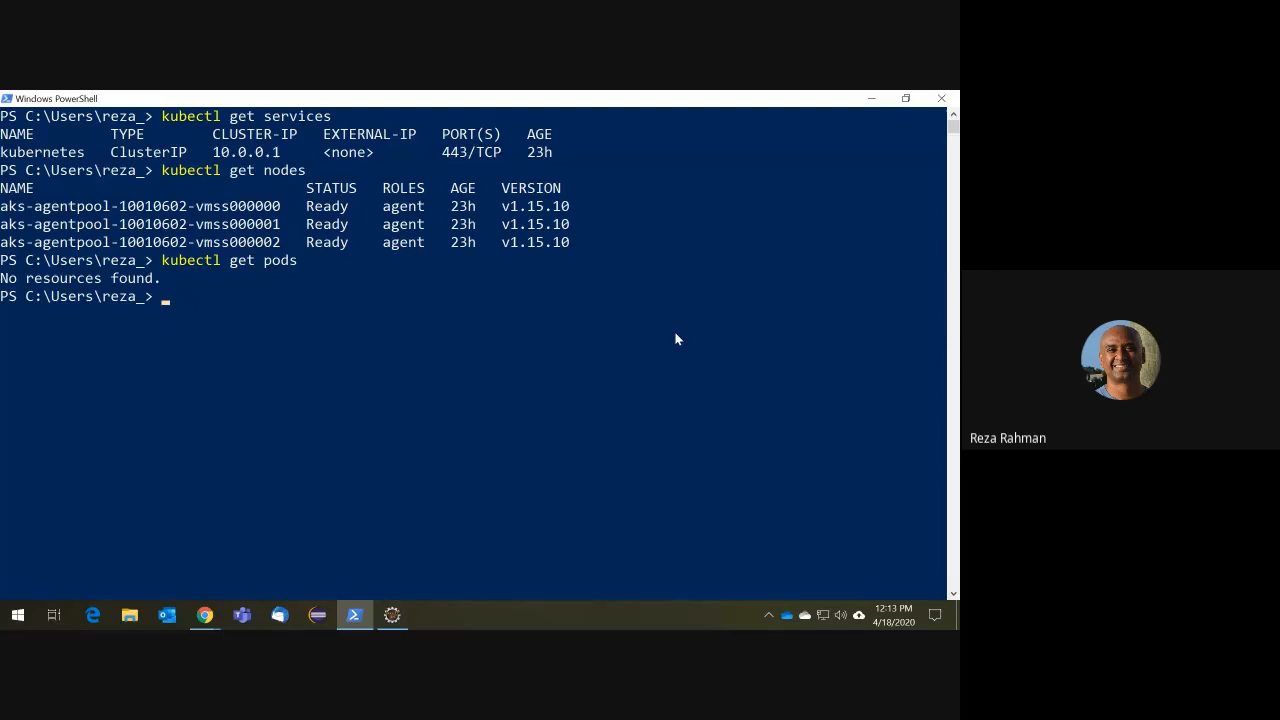 Windows PowerShell
PS C:\Users\reza_> kubectl get services
NAME TYPE CLUSTER-IP EXTERNAL-IP PORT(S) AGE
kubernetes ClusterIP 10.0.0.1 <none> 443/TCP 23h
PS C:\Users\reza_> kubectl get nodes
NAME STATUS ROLES AGE VERSION
aks-agentpool-10010602-vmss000000 Ready agent 23h v1.15.10
aks-agentpool-10010602-vmss000001 Ready agent 23h v1.15.10
aks-agentpool-10010602-vmss000002 Ready agent 23h v1.15.10
PS C:\Users\reza_> kubectl get pods
No resources found.
PS C:\Users\reza_>
Reza Rahman
12:13 PM
4/18/2020